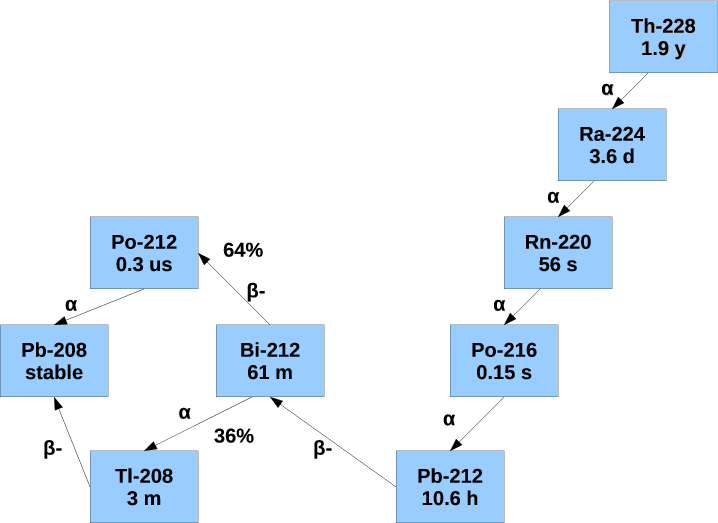 Th-228
1.9 y
α
Ra-224
3.6 d
α
Po-212
0.3 us
64%
Rn-220
56 s
β-
α
α
Pb-208
stable
Bi-212
61 m
Po-216
0.15 s
α
36%
α
β-
β-
Tl-208
3 m
Pb-212
10.6 h